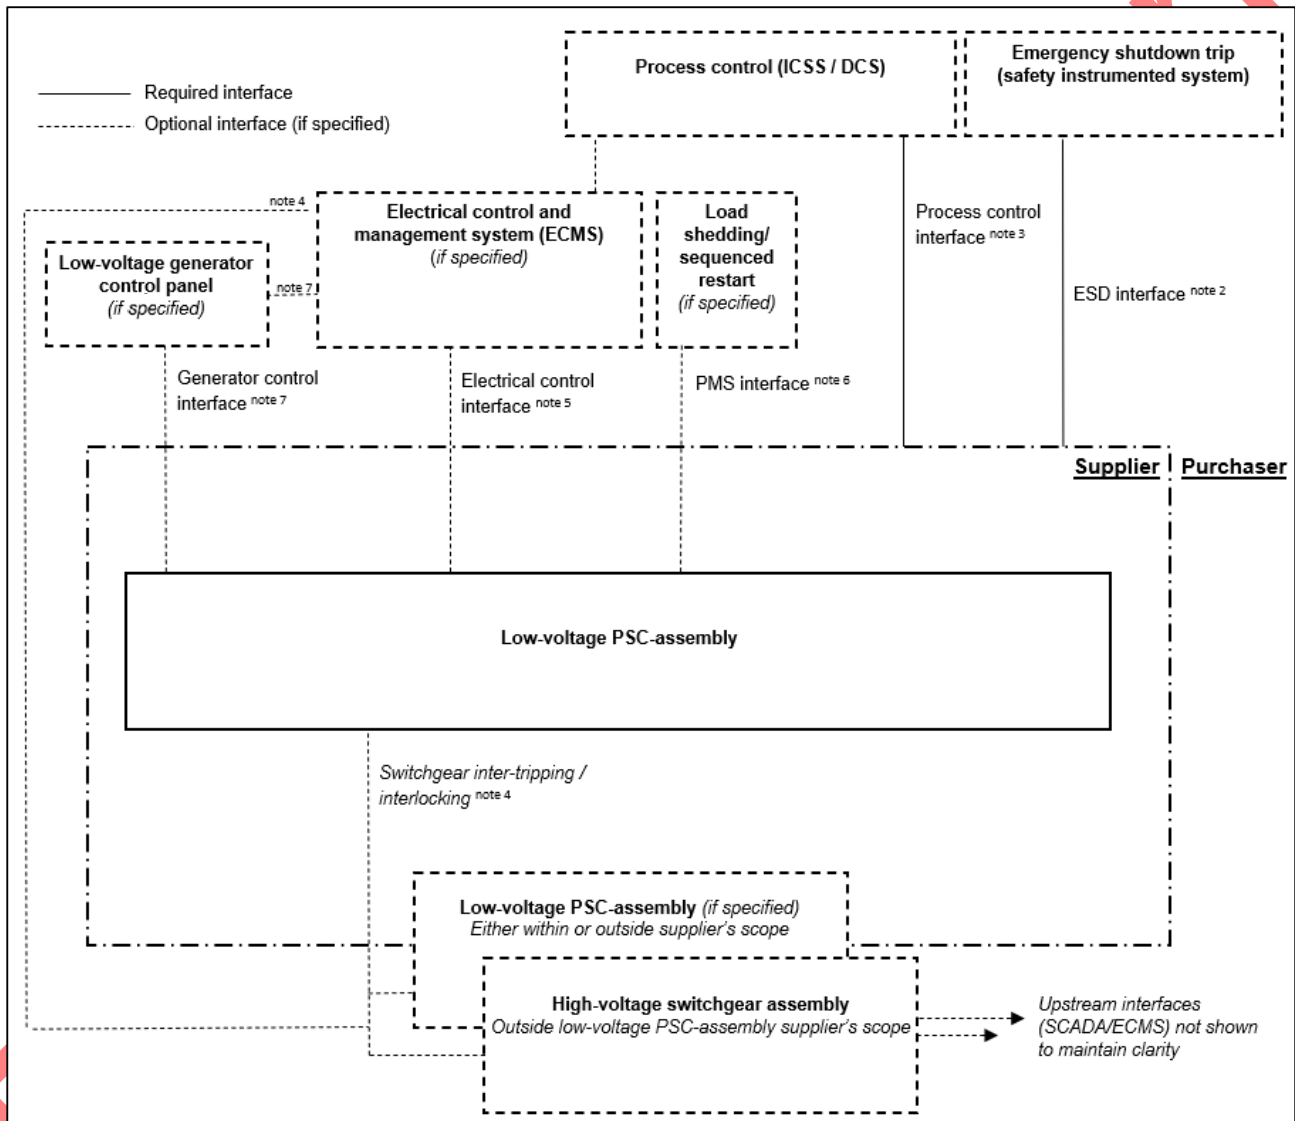 Process control (ICSS / DCS)
Emergency shutdown trip
(safety instrumented system)
Required interface
Optional interface (if specified)
note 4
Electrical control and
management system (ECMS)
(if specified)
Load
shedding/
sequenced
restart
(if specified)
Process control
interface note 3
Low-voltage generator
control panel
(if specified)
note 7
ESD interface note 2
Generator control
interface note 7
Electrical control
interface note 5
PMS interface note 6
Supplier
Purchaser
Low-voltage PSC-assembly
Switchgear inter-tripping /
interlocking note 4
Low-voltage PSC-assembly (if specified)
Either within or outside supplier's scope
High-voltage switchgear assembly
Outside low-voltage PSC-assembly supplier's scope
Upstream interfaces
(SCADA/ECMS) not shown
to maintain clarity